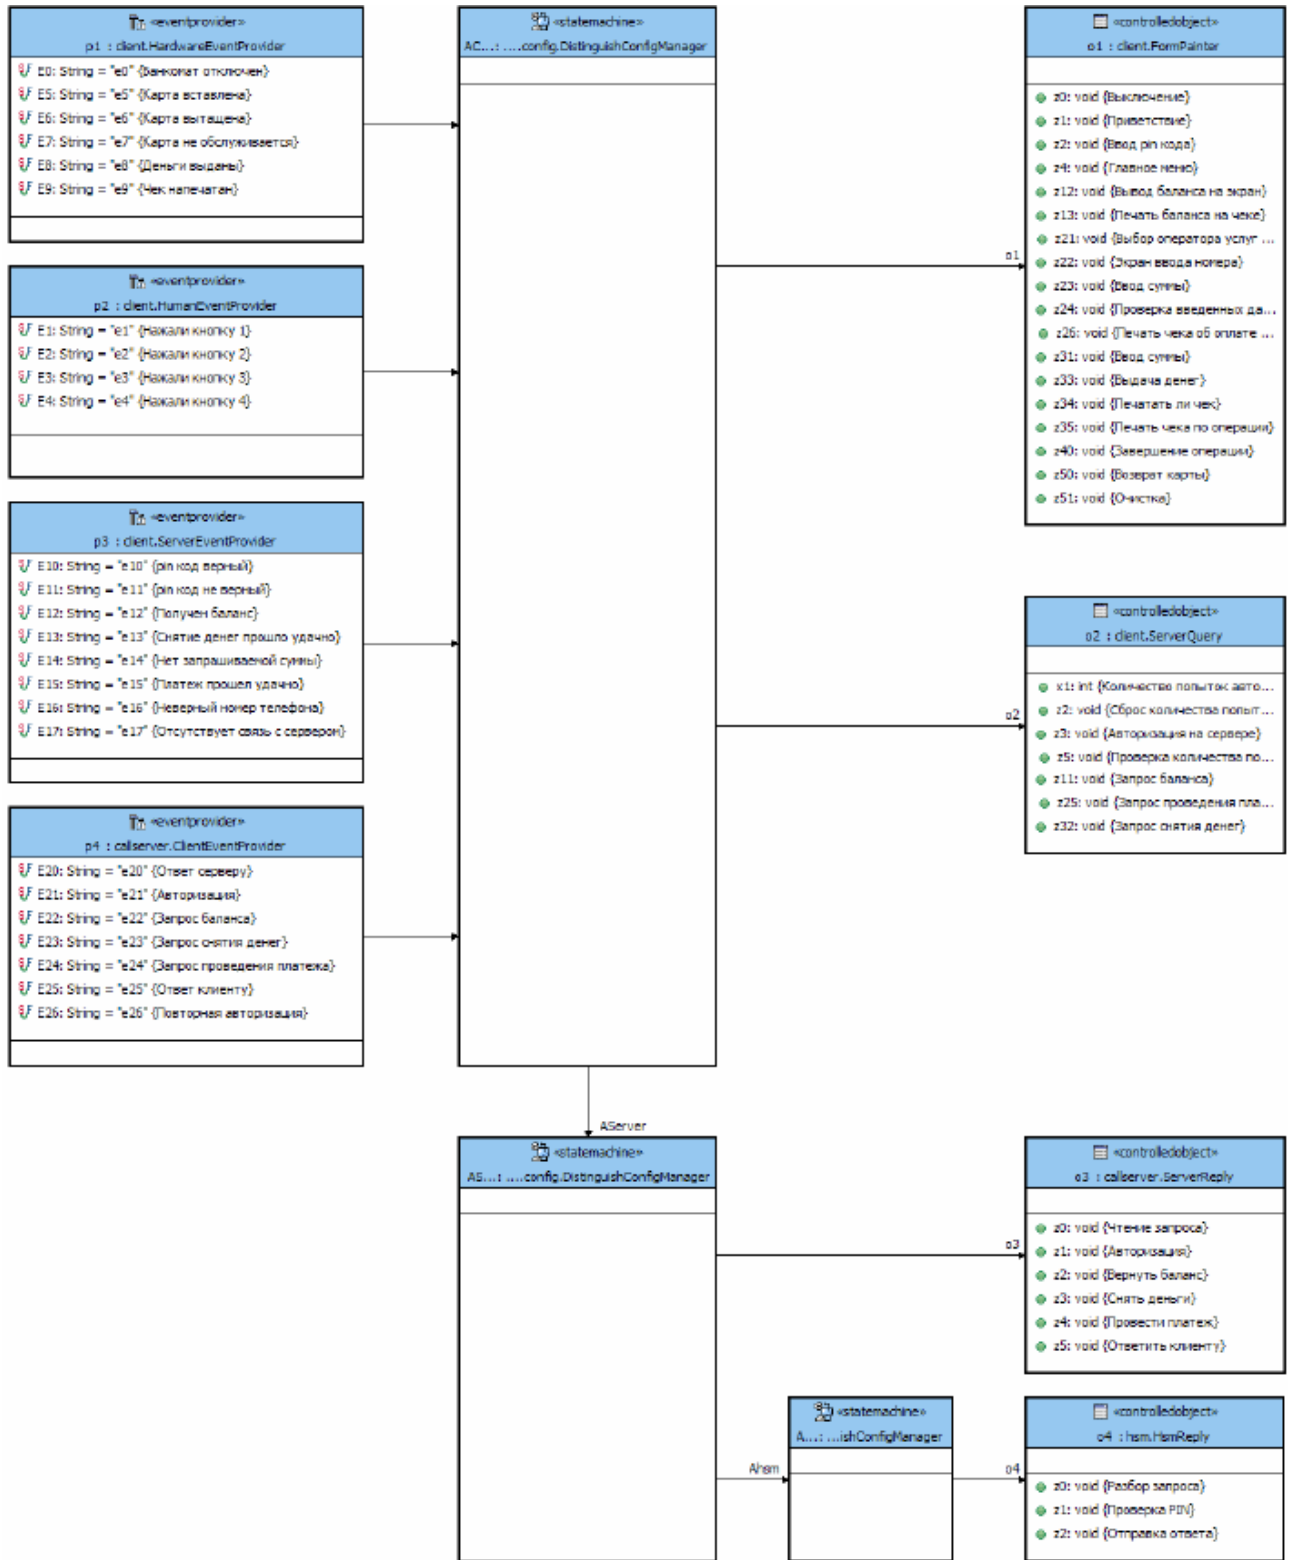 «eventprovider»
p1 : client.HardwareEventProvider
E0: String = "e0" {Банкомат отключен}
E5: String = "e5" {Карта вставлена}
E6: String = "e6" {Карта вытащена}
E7: String = "e7" {Карта не обслуживается}
E8: String = "e8" {Деньги выданы}
E9: String = "e9" {Чек напечатан}
«eventprovider»
p2 : client.HumanEventProvider
E1: String = "e1" {Нажали кнопку 1}
E2: String = "e2" {Нажали кнопку 2}
E3: String = "e3" {Нажали кнопку 3}
E4: String = "e4" {Нажали кнопку 4}
«eventprovider»
p3 : client.ServerEventProvider
E10: String = "e10" {pin код верный}
E11: String = "e11" {pin код не верный}
E12: String = "e12" {Получен баланс}
E13: String = "e13" {Снятие денег прошло удачно}
E14: String = "e14" {Нет запрашиваемой суммы}
E15: String = "e15" {Платеж прошел удачно}
E16: String = "e16" {Неверный номер телефона}
E17: String = "e17" {Отсутствует связь с сервером}
«eventprovider»
p4 : callserver.ClientEventProvider
E20: String = "e20" {Ответ серверу}
E21: String = "e21" {Авторизация}
E22: String = "e22" {Запрос баланса}
E23: String = "e23" {Запрос снятия денег}
E24: String = "e24" {Запрос проведения платежа}
E25: String = "e25" {Ответ клиенту}
E26: String = "e26" {Повторная авторизация}
«statemachine»
AC...: ....config.DistinguishConfigManager
o1
«controlledobject»
o1 : client.FormPainter
z0: void {Выключение}
z1: void {Приветствие}
z2: void {Ввод pin кода}
z4: void {Главное меню}
z12: void {Вывод баланса на экран}
z13: void {Печать баланса на чеке}
z21: void {Выбор оператора услуг ...
z22: void {Экран ввода номера}
z23: void {Ввод суммы}
z24: void {Проверка введенных да...
z26: void {Печать чека об оплате ...
z31: void {Ввод суммы}
z33: void {Выдача денег}
z34: void {Печатать ли чек}
z35: void {Печать чека по операции}
z40: void {Завершение операции}
z50: void {Возврат карты}
z51: void {Очистка}
o2
«controlledobject»
o2 : client.ServerQuery
x1: int {Количество попыток авто...
z2: void {Сброс количества попыт...
z3: void {Авторизация на сервере}
z5: void {Проверка количества по...
z11: void {Запрос баланса}
z25: void {Запрос проведения пла...
z32: void {Запрос снятия денег}
AServer
«statemachine»
AS...: ....config.DistinguishConfigManager
o3
«controlledobject»
o3 : callserver.ServerReply
z0: void {Чтение запроса}
z1: void {Авторизация}
z2: void {Вернуть баланс}
z3: void {Снять деньги}
z4: void {Провести платеж}
z5: void {Ответить клиенту}
Ahsm
«statemachine»
A...: ...ishConfigManager
o4
«controlledobject»
o4 : hsm.HsmReply
z0: void {Разбор запроса}
z1: void {Проверка PIN}
z2: void {Отправка ответа}